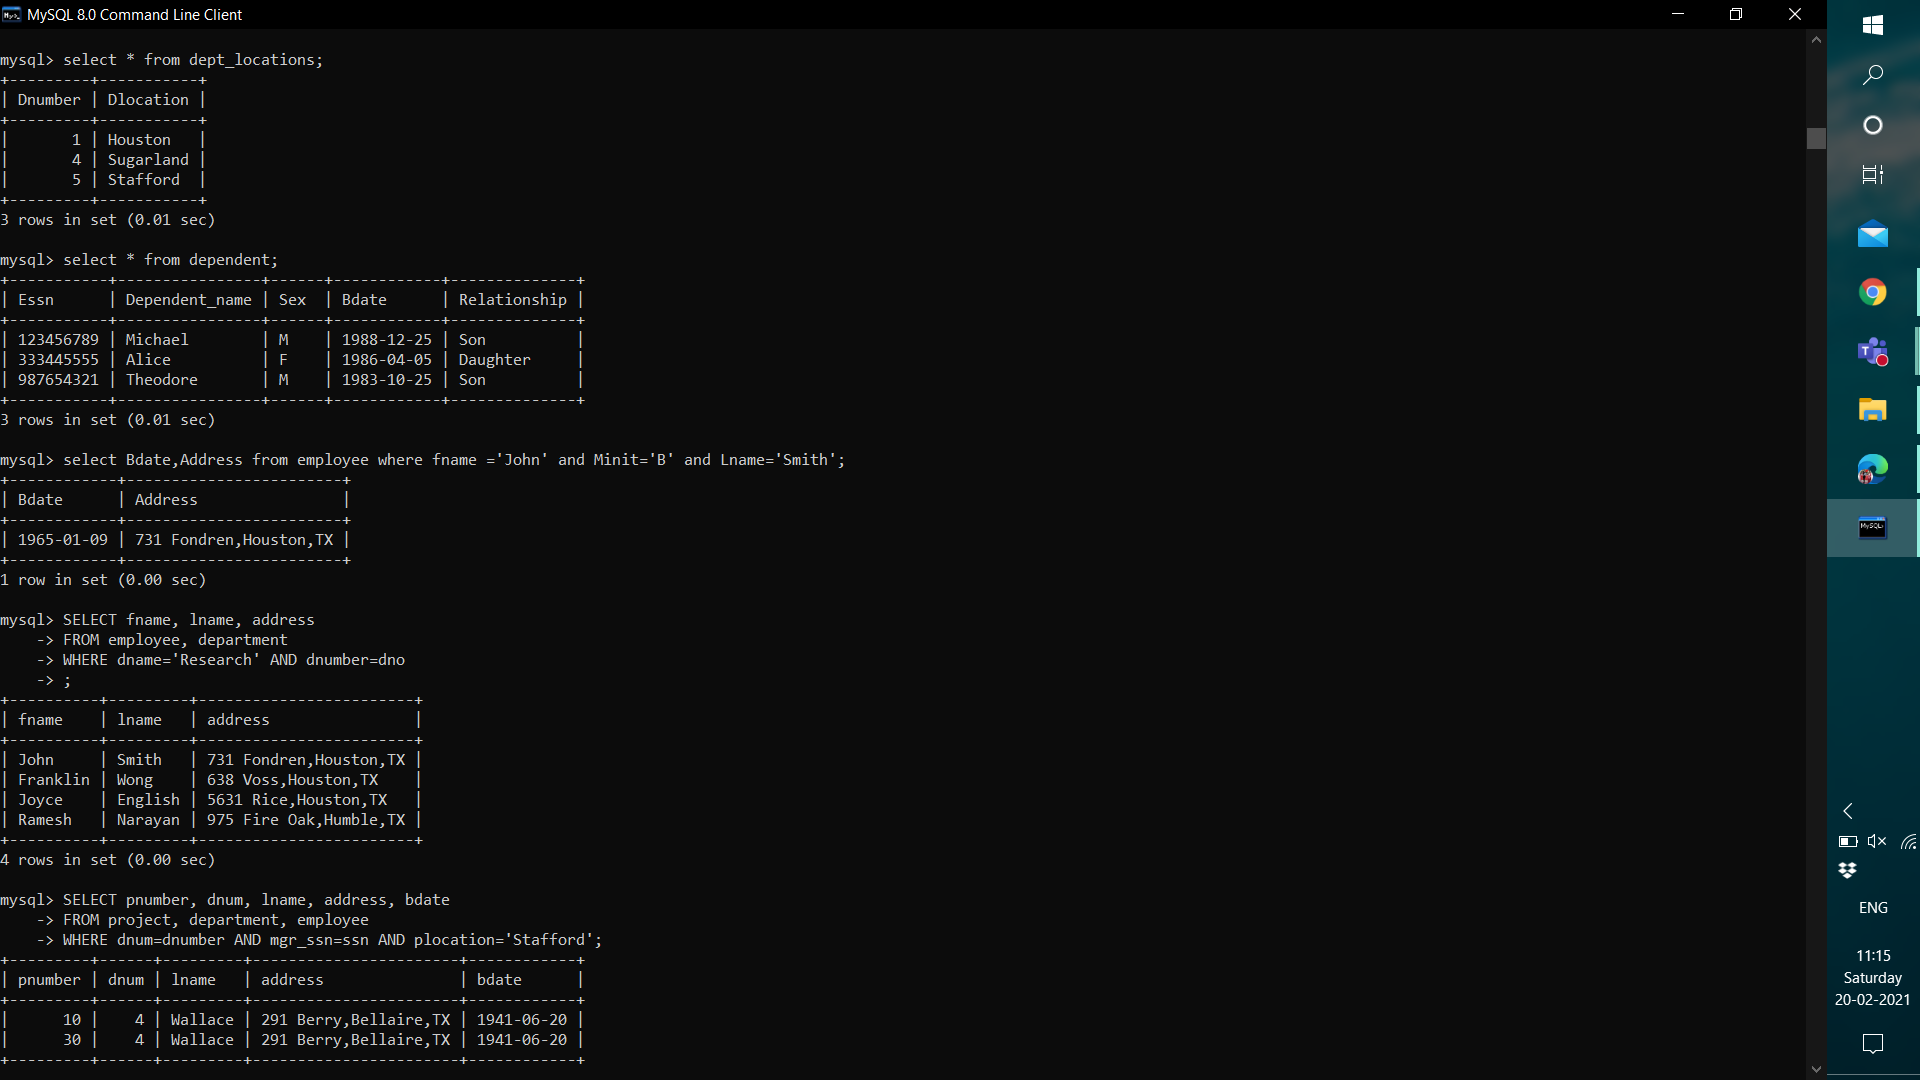 MySQL 8.0 Command Line Client
mysql> select * from dept_locations;
+---------+-----------+
| Dnumber | Dlocation |
+---------+-----------+
|       1 | Houston   |
|       4 | Sugarland |
|       5 | Stafford  |
+---------+-----------+
3 rows in set (0.01 sec)
mysql> select * from dependent;
+-----------+----------------+------+------------+--------------+
| Essn      | Dependent_name | Sex  | Bdate      | Relationship |
+-----------+----------------+------+------------+--------------+
| 123456789 | Michael        | M    | 1988-12-25 | Son          |
| 333445555 | Alice          | F    | 1986-04-05 | Daughter     |
| 987654321 | Theodore       | M    | 1983-10-25 | Son          |
+-----------+----------------+------+------------+--------------+
3 rows in set (0.01 sec)
mysql> select Bdate,Address from employee where fname ='John' and Minit='B' and Lname='Smith';
+------------+------------------------+
| Bdate      | Address                |
+------------+------------------------+
| 1965-01-09 | 731 Fondren,Houston,TX |
+------------+------------------------+
1 row in set (0.00 sec)
mysql> SELECT fname, lname, address
    -> FROM employee, department
    -> WHERE dname='Research' AND dnumber=dno
    -> ;
+----------+---------+------------------------+
| fname    | lname   | address                |
+----------+---------+------------------------+
| John     | Smith   | 731 Fondren,Houston,TX |
| Franklin | Wong    | 638 Voss,Houston,TX    |
| Joyce    | English | 5631 Rice,Houston,TX   |
| Ramesh   | Narayan | 975 Fire Oak,Humble,TX |
+----------+---------+------------------------+
4 rows in set (0.00 sec)
mysql> SELECT pnumber, dnum, lname, address, bdate
    -> FROM project, department, employee
    -> WHERE dnum=dnumber AND mgr_ssn=ssn AND plocation='Stafford';
+---------+------+---------+-----------------------+------------+
| pnumber | dnum | lname   | address               | bdate      |
+---------+------+---------+-----------------------+------------+
|      10 |    4 | Wallace | 291 Berry,Bellaire,TX | 1941-06-20 |
|      30 |    4 | Wallace | 291 Berry,Bellaire,TX | 1941-06-20 |
+---------+------+---------+-----------------------+------------+
ENG
11:15
Saturday
20-02-2021